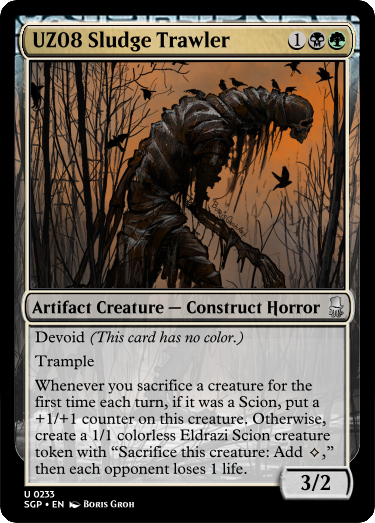 UZ08 Sludge Trawler 1
Artifact Creature — Construct Horror
Devoid (This card has no color.)
Trample
Whenever you sacrifice a creature for the
first time each turn, if it was a Scion, put a
+1/+1 counter on this creature. Otherwise,
create a 1/1 colorless Eldrazi Scion creature
token with “Sacrifice this creature: Add ,”
then each opponent loses 1 life.
3/2
U 0233
SGP • EN Boris Groh